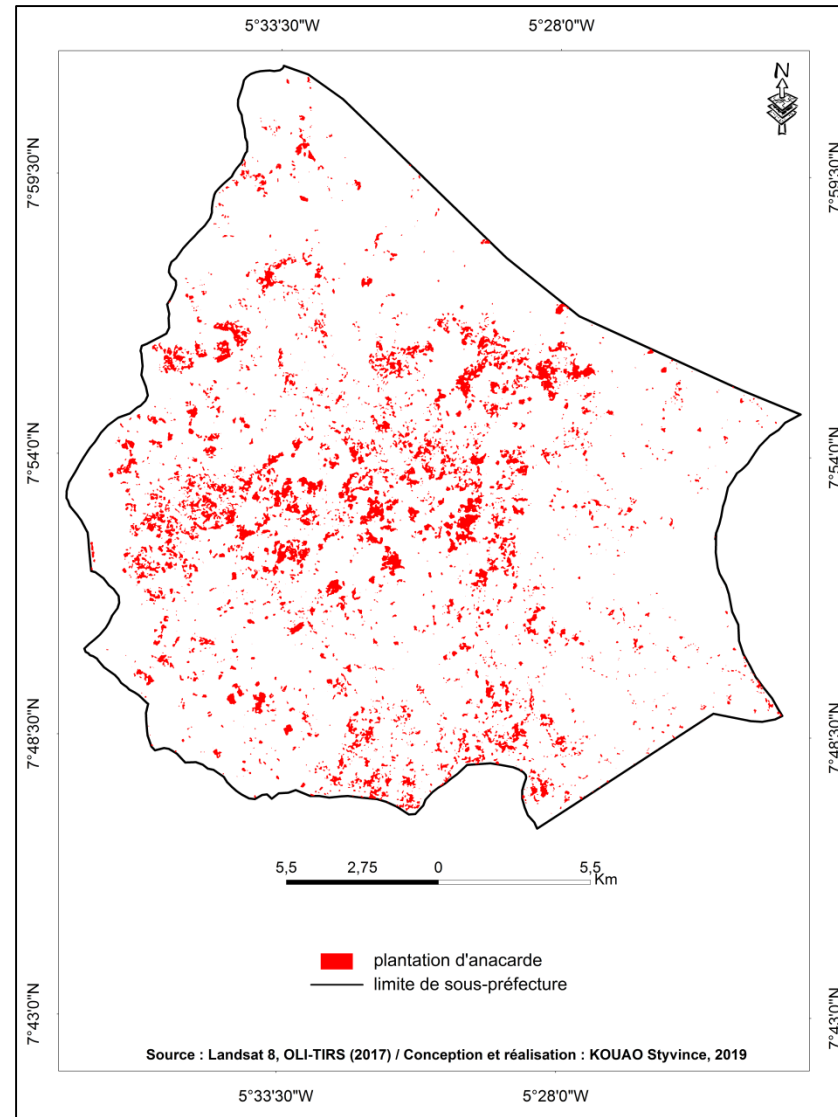 5°33'30"W 5°28'0"W
N
7°59'30"N 7°59'30"N
7°54'0"N 7°54'0"N
7°48'30"N 7°48'30"N
5,5 2,75 0 5,5
Km
plantation d'anacarde
limite de sous-préfecture
7°43'0"N 7°43'0"N
Source : Landsat 8, OLI-TIRS (2017) / Conception et réalisation : KOUAO Styvince, 2019
5°33'30"W 5°28'0"W